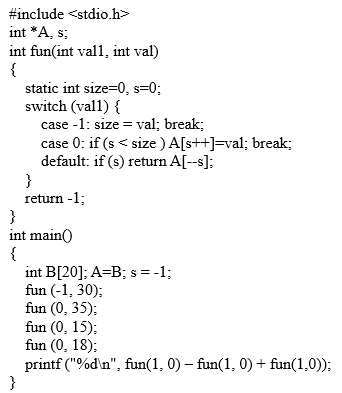 #include <stdio.h>
int *A, s;
int fun(int val1, int val)
{
static int size=0, s=0;
switch (val1) {
case -1: size = val; break;
case 0: if (s < size ) A[s++]=val; break;
default: if (s) return A[--s];
}
return -1;
}
int main()
{
int B[20]; A=B; s = -1;
fun (-1, 30);
fun (0, 35);
fun (0, 15);
fun (0, 18);
printf ("%d\n", fun(1, 0) – fun(1, 0) + fun(1,0));
}